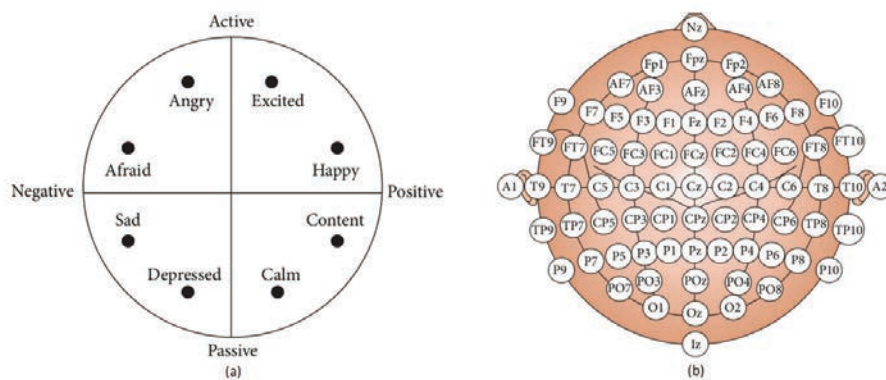 Active
Angry Excited
Afraid Happy
Negative Positive
Sad Content
Depressed Calm
Passive
(a)
Nz
Fp1 Fpz Fp2
AF7 AF3 AFz AF4 AF8
F9 F7 F5 F3 F1 Fz F2 F4 F6 F8 F10
FT9 FT7 FC5 FC3 FC1 FCz FC2 FC4 FC6 FT8 FT10
A1 T9 T7 C5 C3 C1 Cz C2 C4 C6 T8 T10 A2
TP9 TP7 CP5 CP3 CP1 CPz CP2 CP4 CP6 TP8 TP10
P9 P7 P5 P3 P1 Pz P2 P4 P6 P8 P10
PO7 PO3 POz PO4 PO8
O1 Oz O2
Iz
(b)